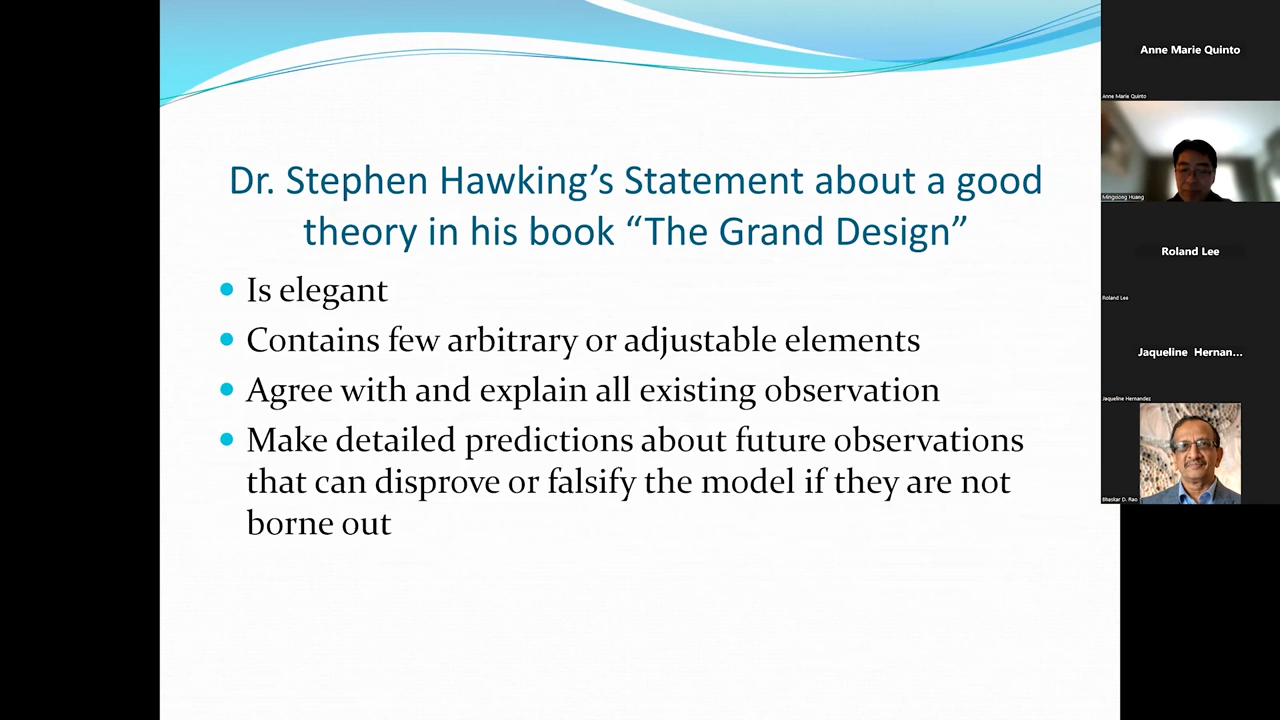 Dr. Stephen Hawking’s Statement about a good
theory in his book “The Grand Design”
• Is elegant
• Contains few arbitrary or adjustable elements
• Agree with and explain all existing observation
• Make detailed predictions about future observations
that can disprove or falsify the model if they are not
borne out
Anne Marie Quinto
Anne Marie Quinto
Mingxiong Huang
Roland Lee
Roland Lee
Jaqueline Hernan...
Jaqueline Hernandez
Bhaskar D. Rao